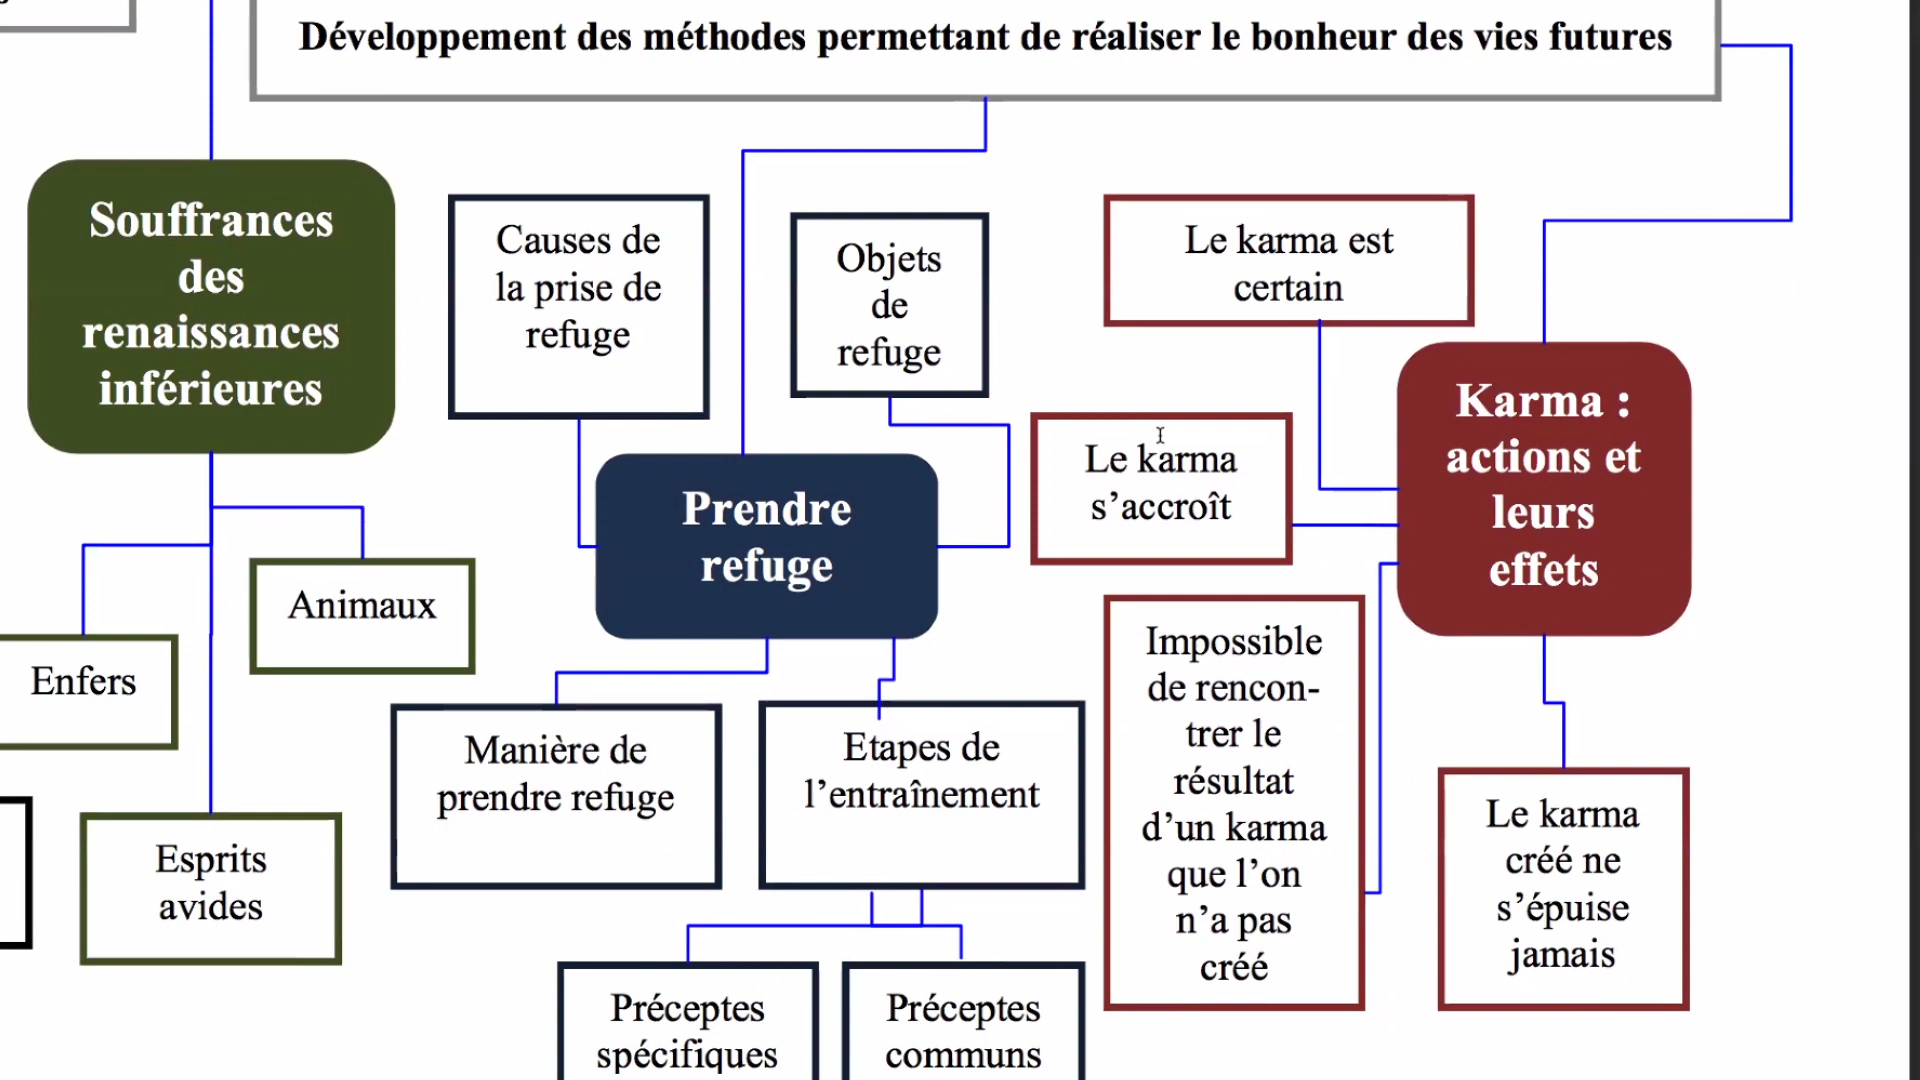 Développement des méthodes permettant de réaliser le bonheur des vies futures
Souffrances
des
renaissances
inférieures
Causes de
la prise de
refuge
Objets
de
refuge
Le karma est
certain
Karma :
actions et
leurs
effets
Le karma
s’accroît
Prendre
refuge
Animaux
Enfers
Esprits
avides
Manière de
prendre refuge
Etapes de
l’entraînement
Impossible
de rencon-
trer le
résultat
d’un karma
que l’on
n’a pas
créé
Le karma
créé ne
s’épuise
jamais
Préceptes
spécifiques
Préceptes
communs